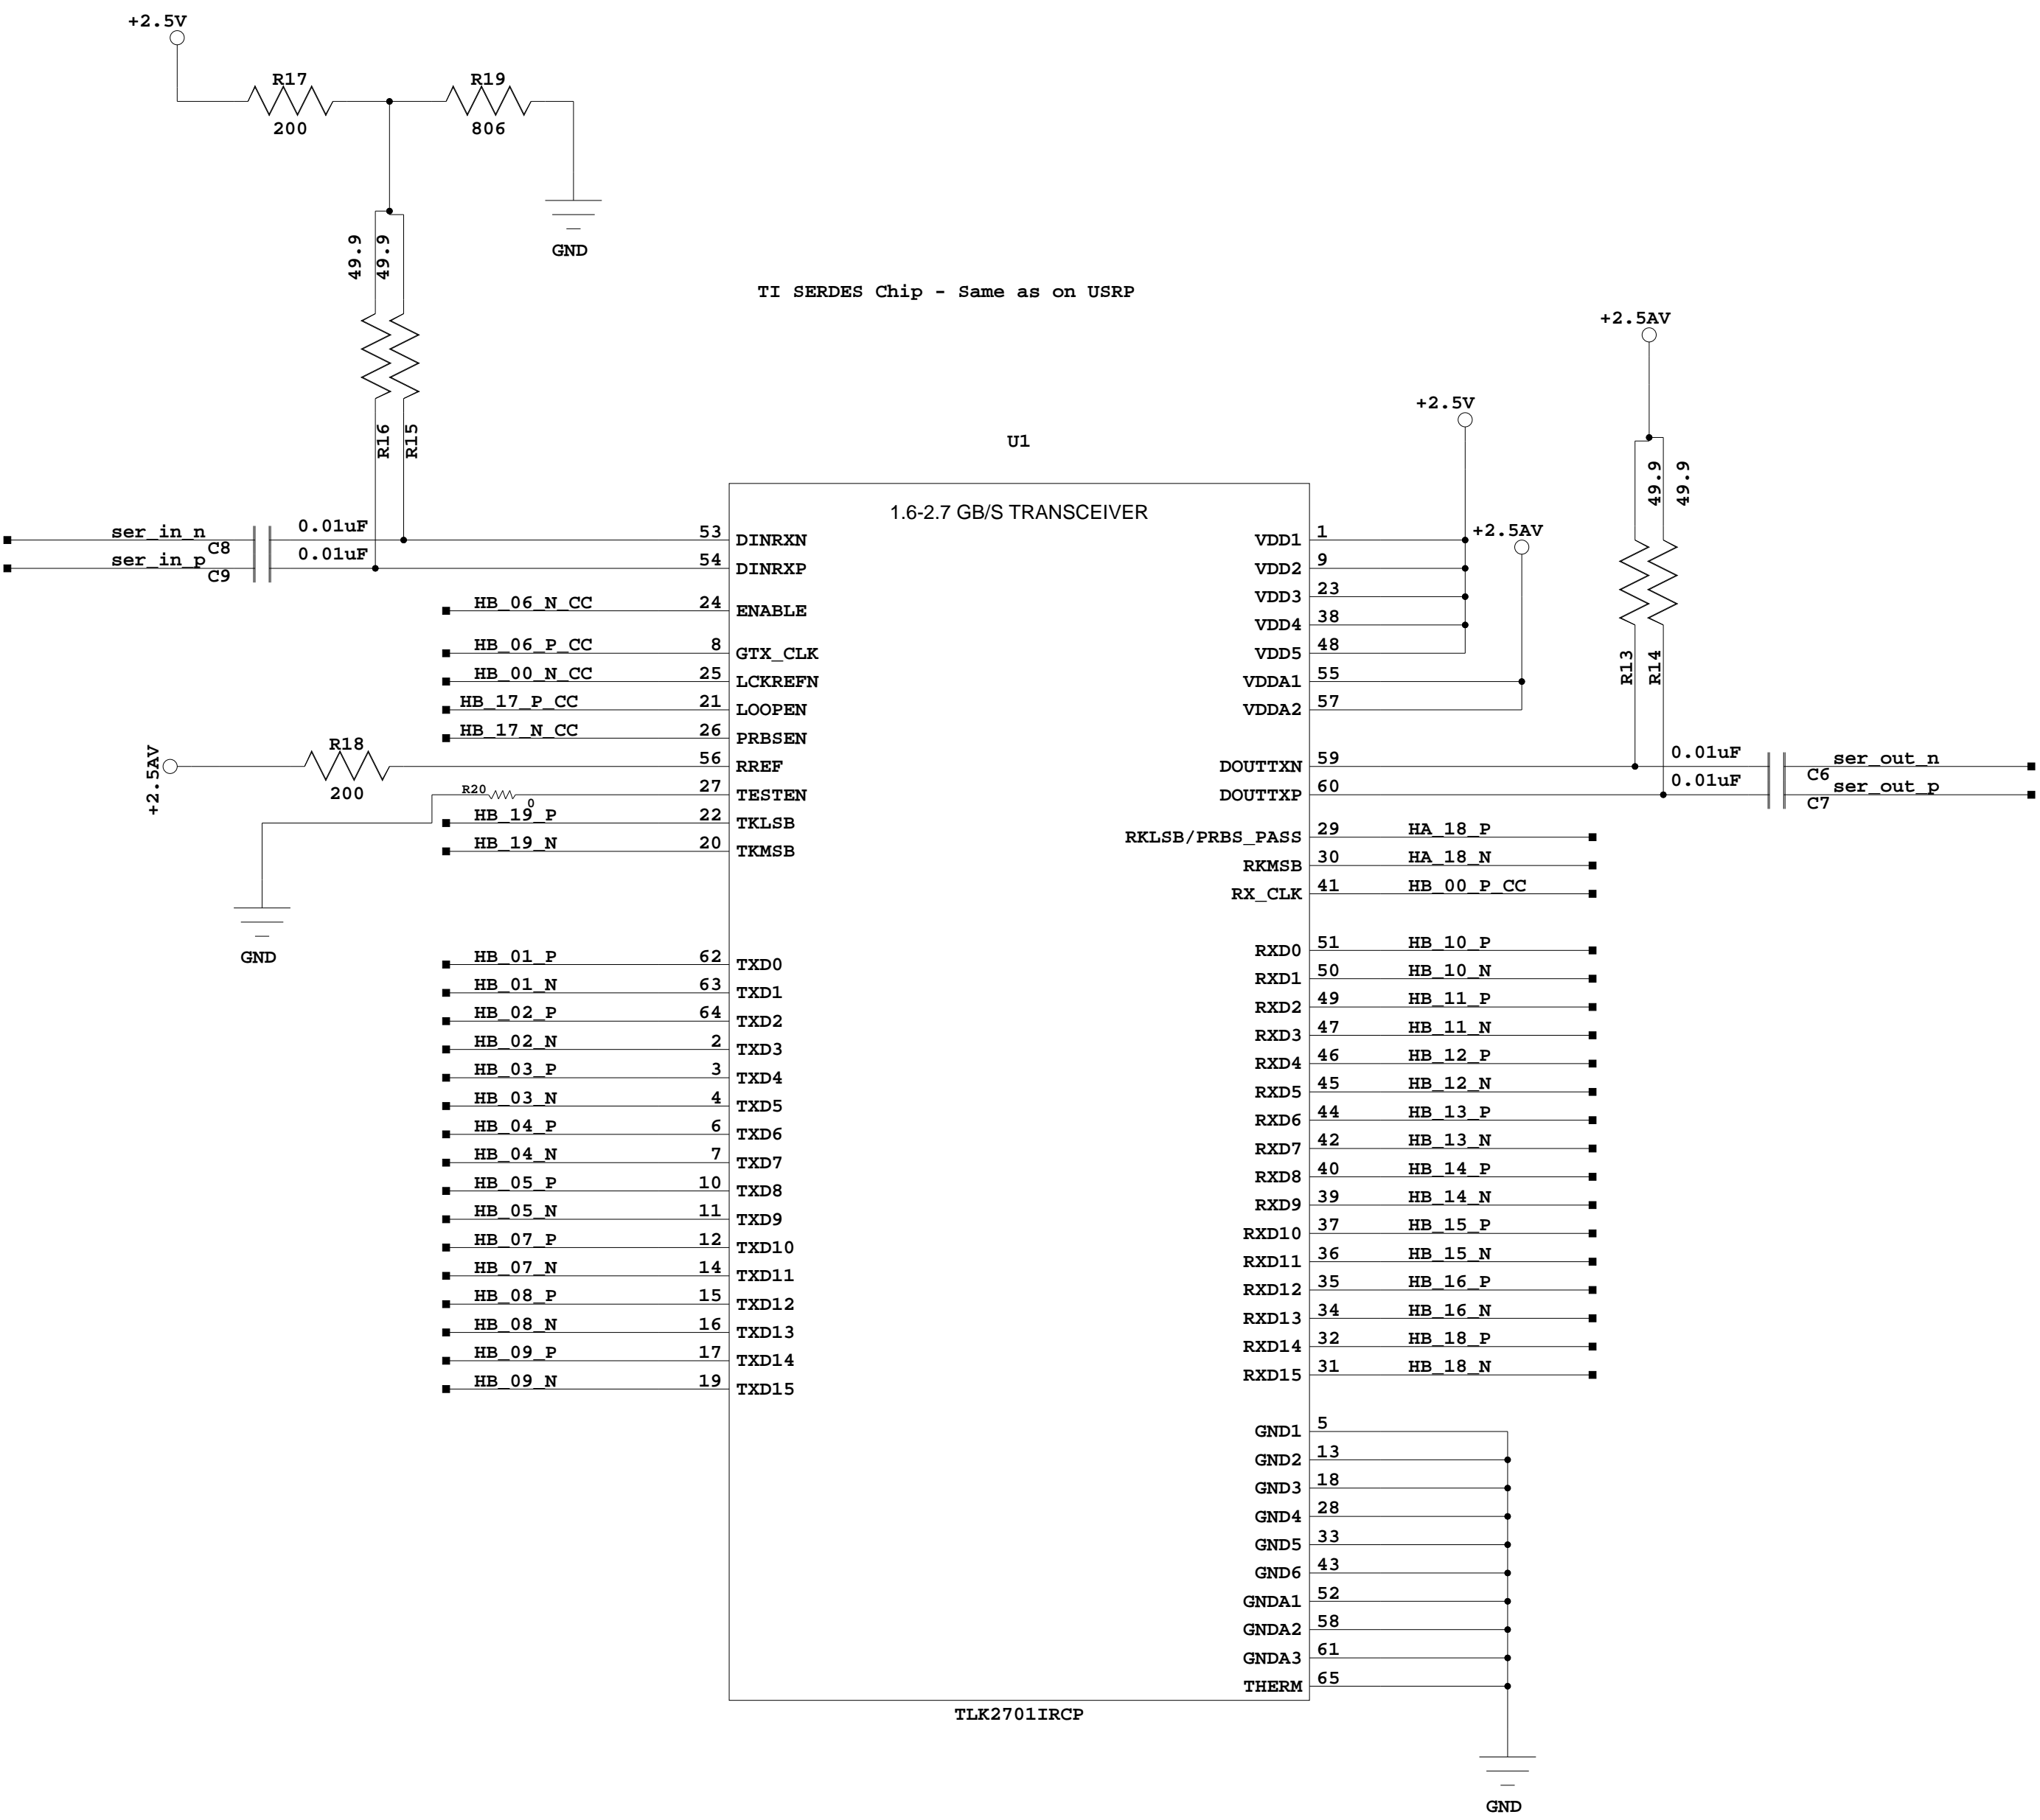 +2.5V
R17
R19
200
806
GND
49.9
49.9
TI SERDES Chip - Same as on USRP
+2.5AV
+2.5V
R16
R15
U1
49.9
49.9
1.6-2.7 GB/S TRANSCEIVER
ser_in_n
C8
0.01uF
53
DINRXN
ser_in_p
C9
0.01uF
54
DINRXP
HB_06_N_CC
24
ENABLE
HB_06_P_CC
8
GTX_CLK
HB_00_N_CC
25
LCKREFN
HB_17_P_CC
21
LOOPEN
HB_17_N_CC
26
PRBSEN
+2.5AV
R18
200
56
RREF
R20
0
27
TESTEN
HB_19_P
22
TKLSB
HB_19_N
20
TKMSB
GND
HB_01_P
62
TXD0
HB_01_N
63
TXD1
HB_02_P
64
TXD2
HB_02_N
2
TXD3
HB_03_P
3
TXD4
HB_03_N
4
TXD5
HB_04_P
6
TXD6
HB_04_N
7
TXD7
HB_05_P
10
TXD8
HB_05_N
11
TXD9
HB_07_P
12
TXD10
HB_07_N
14
TXD11
HB_08_P
15
TXD12
HB_08_N
16
TXD13
HB_09_P
17
TXD14
HB_09_N
19
TXD15
VDD1
1
+2.5AV
VDD2
9
VDD3
23
VDD4
38
VDD5
48
VDDA1
55
VDDA2
57
R13
R14
DOUTTXN
59
0.01uF
C6
ser_out_n
DOUTTXP
60
0.01uF
C7
ser_out_p
RKLSB/PRBS_PASS
29
HA_18_P
RKMSB
30
HA_18_N
RX_CLK
41
HB_00_P_CC
RXD0
51
HB_10_P
RXD1
50
HB_10_N
RXD2
49
HB_11_P
RXD3
47
HB_11_N
RXD4
46
HB_12_P
RXD5
45
HB_12_N
RXD6
44
HB_13_P
RXD7
42
HB_13_N
RXD8
40
HB_14_P
RXD9
39
HB_14_N
RXD10
37
HB_15_P
RXD11
36
HB_15_N
RXD12
35
HB_16_P
RXD13
34
HB_16_N
RXD14
32
HB_18_P
RXD15
31
HB_18_N
GND1
5
GND2
13
GND3
18
GND4
28
GND5
33
GND6
43
GNDA1
52
GNDA2
58
GNDA3
61
THERM
65
TLK2701IRCP
GND